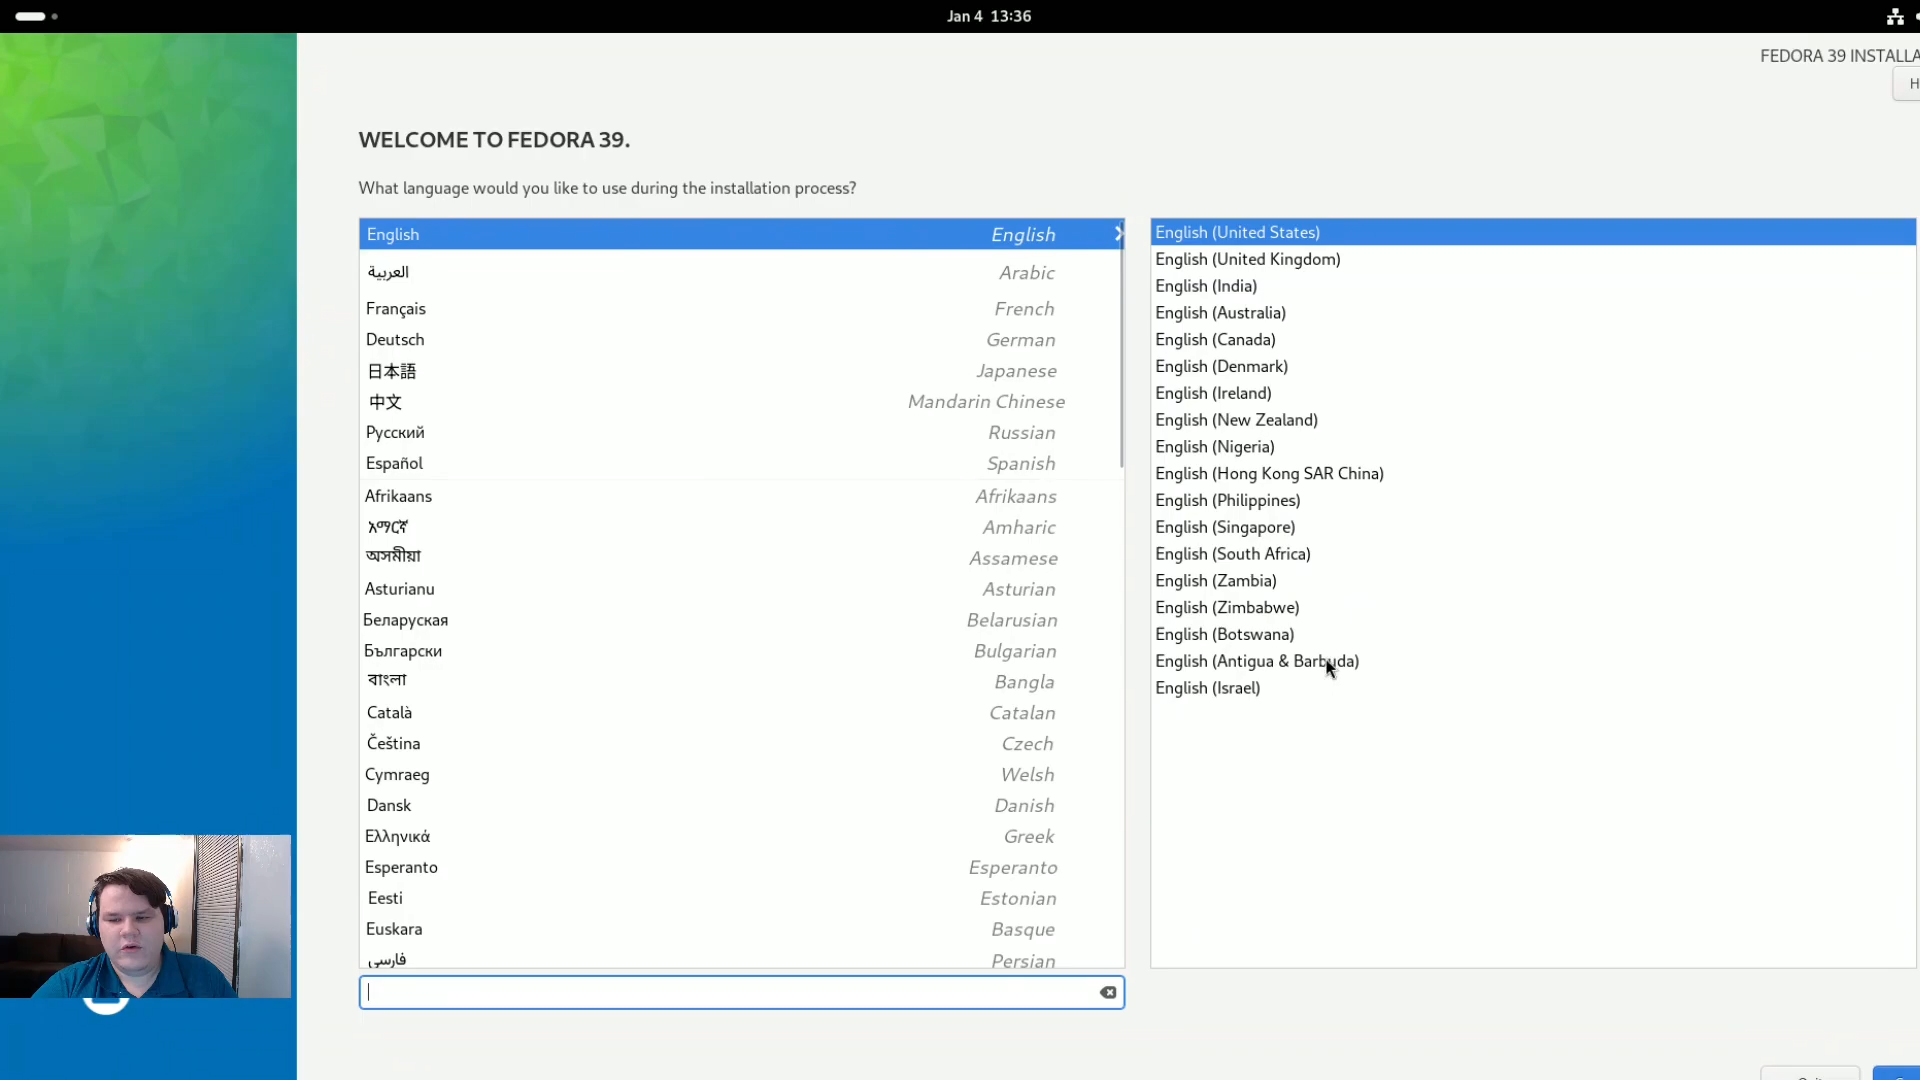 Jan 4 13:36
FEDORA 39 INSTALLA
H
WELCOME TO FEDORA 39.
What language would you like to use during the installation process?
English English
العربية Arabic
Français French
Deutsch German
日本語 Japanese
中文 Mandarin Chinese
Русский Russian
Español Spanish
Afrikaans Afrikaans
አማርኛ Amharic
অসমীয়া Assamese
Asturianu Asturian
Беларуская Belarusian
Български Bulgarian
বাংলা Bangla
Català Catalan
Čeština Czech
Cymraeg Welsh
Dansk Danish
Ελληνικά Greek
Esperanto Esperanto
Eesti Estonian
Euskara Basque
فارسی Persian
English (United States)
English (United Kingdom)
English (India)
English (Australia)
English (Canada)
English (Denmark)
English (Ireland)
English (New Zealand)
English (Nigeria)
English (Hong Kong SAR China)
English (Philippines)
English (Singapore)
English (South Africa)
English (Zambia)
English (Zimbabwe)
English (Botswana)
English (Antigua & Barbuda)
English (Israel)